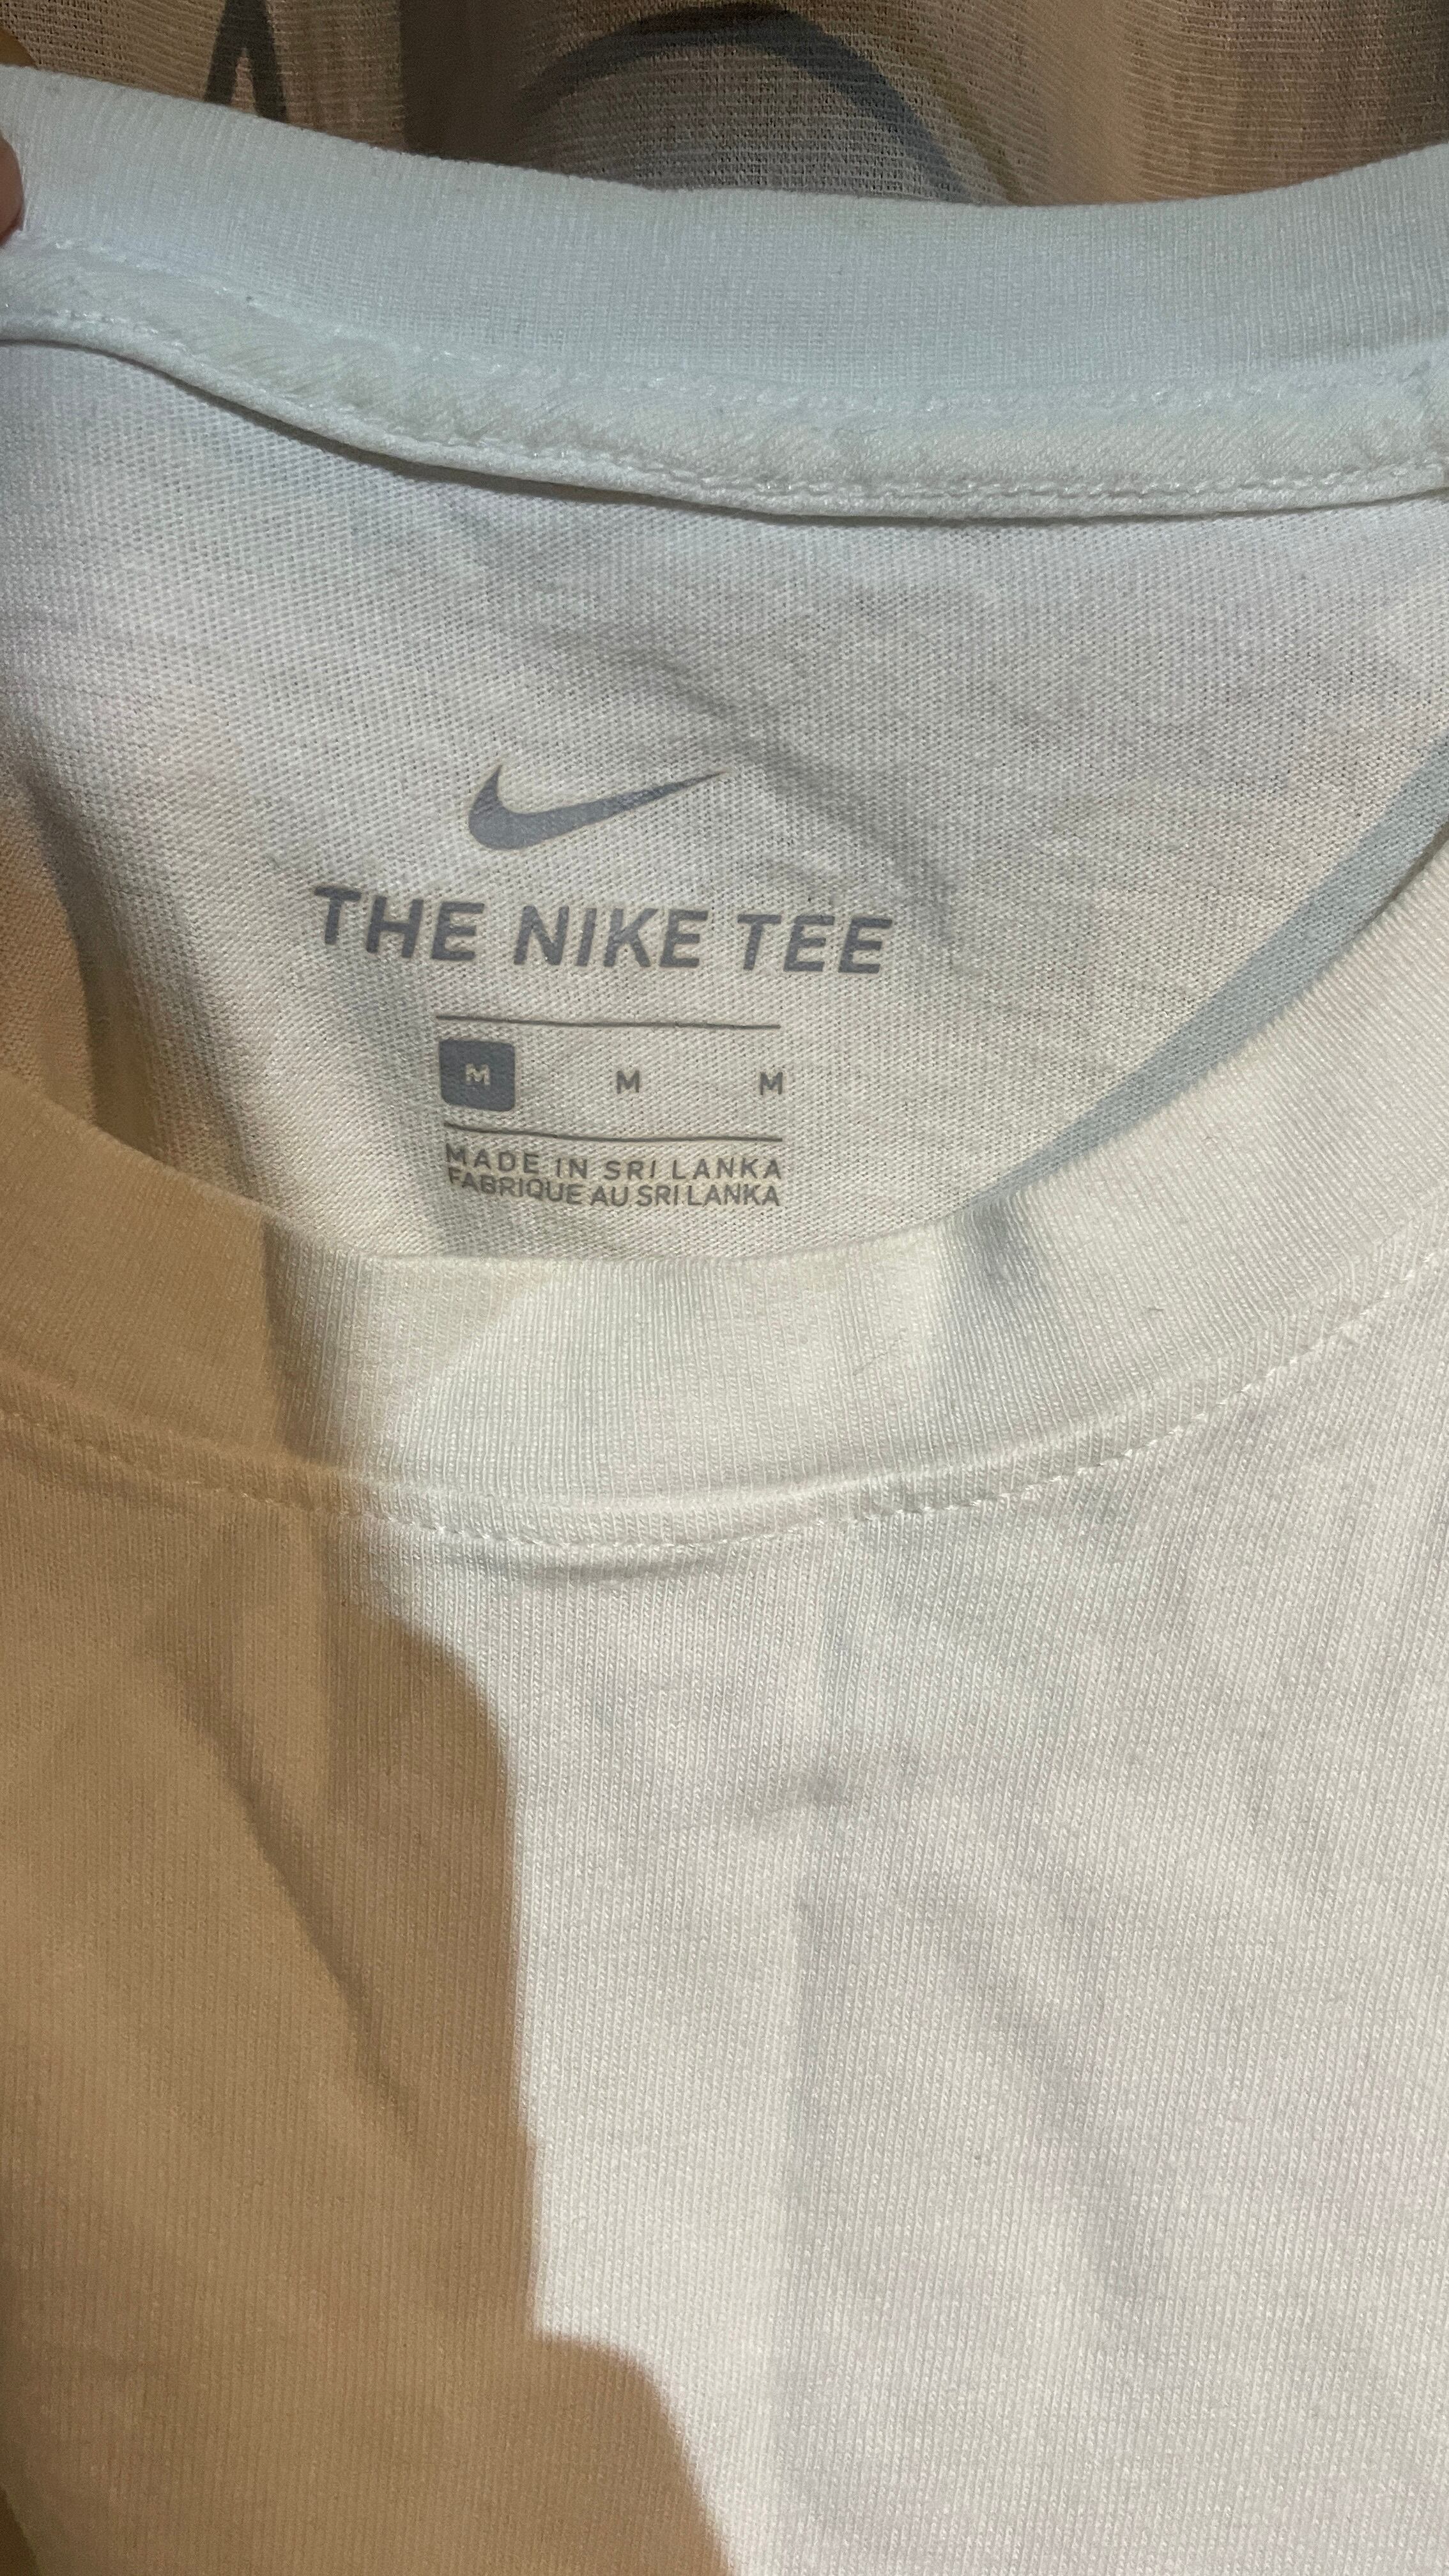 THE NIKE TEE
M M M
MADE IN SRI LANKA
FABRIQUE AU SRI LANKA